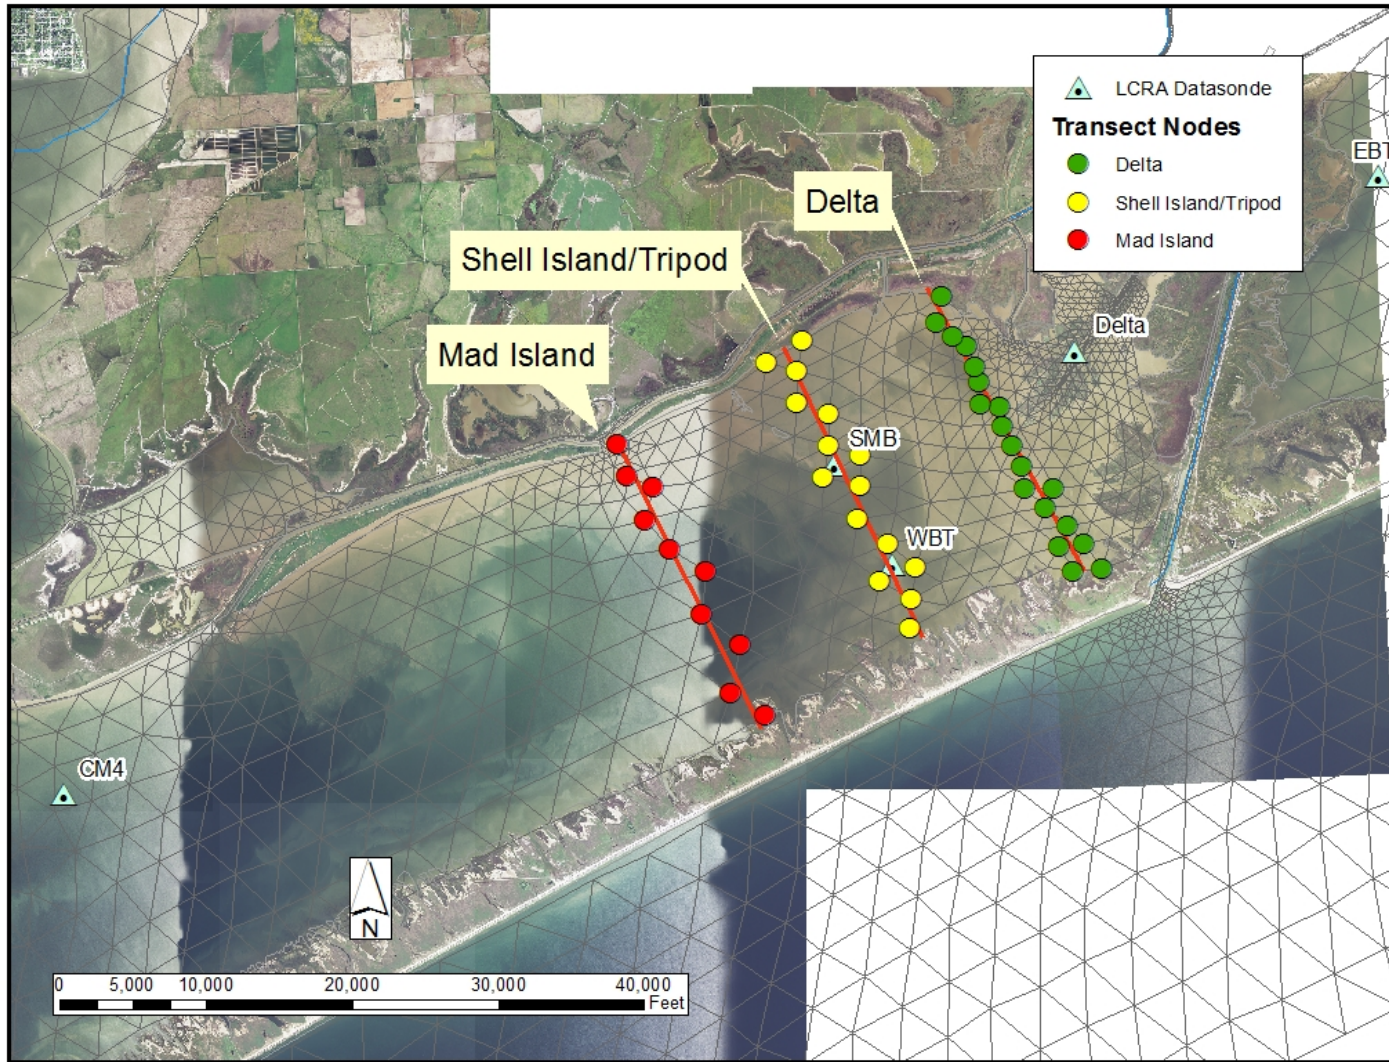 LCRA Datasonde
Transect Nodes
Delta
Shell Island/Tripod
Mad Island
EBT
Delta
Shell Island/Tripod
Delta
Mad Island
SMB
WBT
CM4
N
0 5,000 10,000 20,000 30,000 40,000
Feet